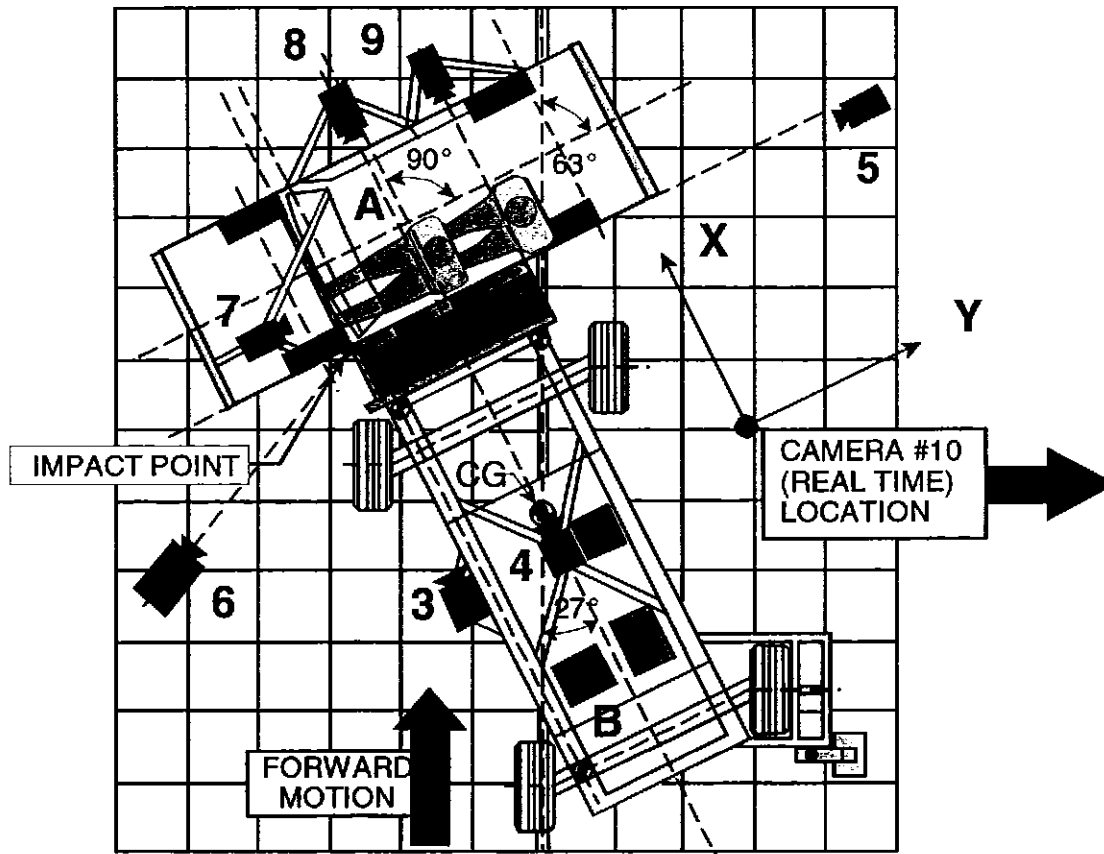 8
9
5
90°
63°
A
X
Y
7
IMPACT POINT
CAMERA #10
(REAL TIME)
LOCATION
CG
4
6
3
27°
B
FORWARD
MOTION